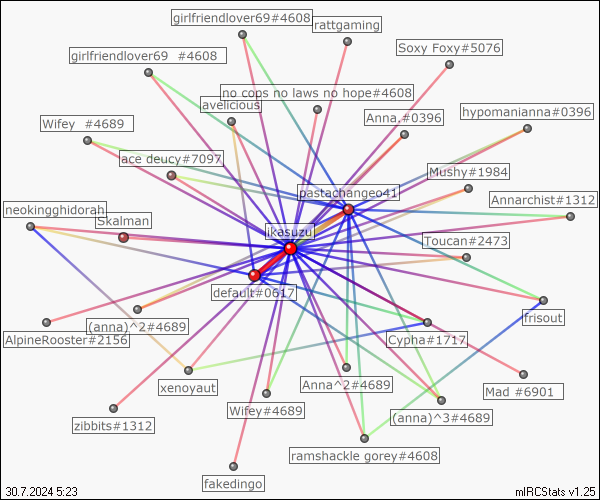 girlfriendlover69#4608
rattgaming
Soxy Foxy#5076
girlfriendlover69  #4608
no cops no laws no hope#4608
avelicious
hypomanianna#0396
Anna,#0396
Wifey  #4689
ace deucy#7097
Mushy#1984
pastachangeo41
Annarchist#1312
neokingghidorah
Skalman
likasuzu
Toucan#2473
default#0617
frisout
(anna)^2#4689
AlpineRooster#2156
Cypha#1717
xenoyaut
Anna^2#4689
Mad #6901
Wifey#4689
(anna)^3#4689
zibbits#1312
ramshackle gorey#4608
fakedingo
30.7.2024 5:23
mIRCStats v1.25